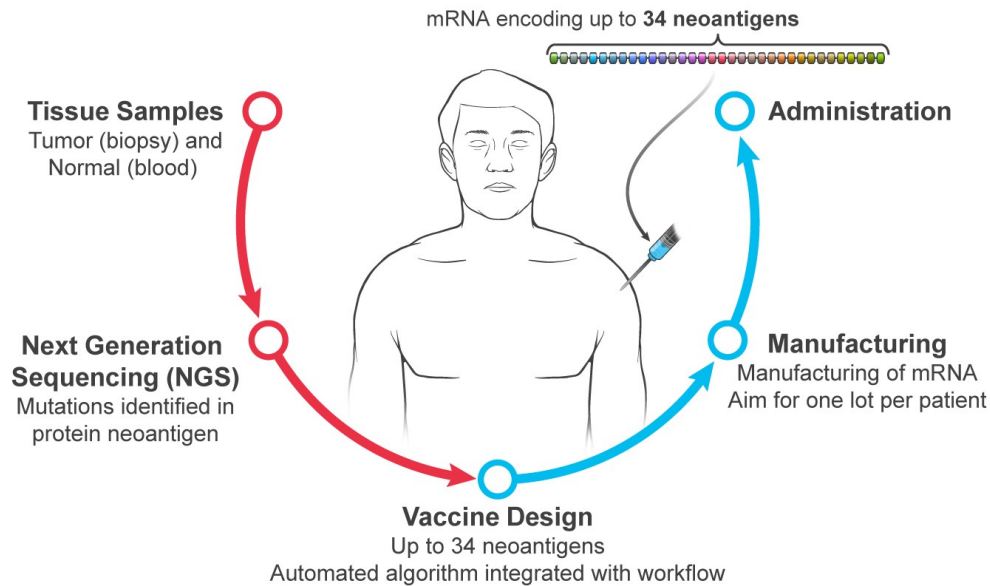 mRNA encoding up to 34 neoantigens
Tissue Samples
Tumor (biopsy) and
Normal (blood)
Next Generation
Sequencing (NGS)
Mutations identified in
protein neoantigen
Vaccine Design
Up to 34 neoantigens
Automated algorithm integrated with workflow
Manufacturing
Manufacturing of mRNA
Aim for one lot per patient
Administration